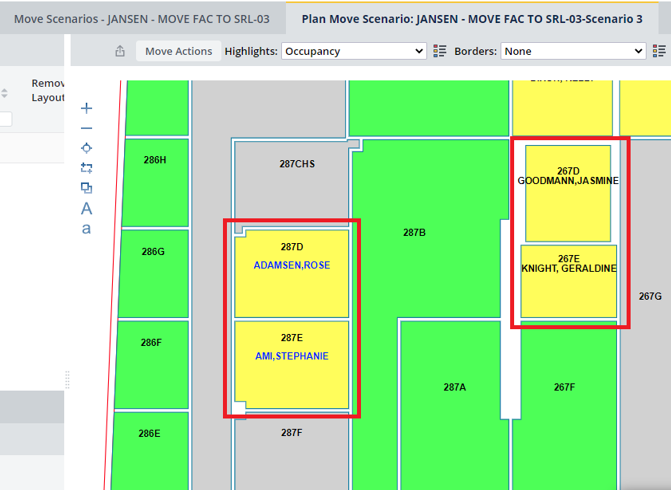 Move Scenarios - JANSEN - MOVE FAC TO SRL-03
Plan Move Scenario: JANSEN - MOVE FAC TO SRL-03-Scenario 3
Move Actions
Highlights:
Occupancy
Borders:
None
Remov
Layout
A
a
286H
286G
286F
286E
287CHS
287D
ADAMSEN,ROSE
287E
AMI,STEPHANIE
287F
287B
287A
267D
GOODMANN,JASMINE
267E
KNIGHT, GERALDINE
267F
267G